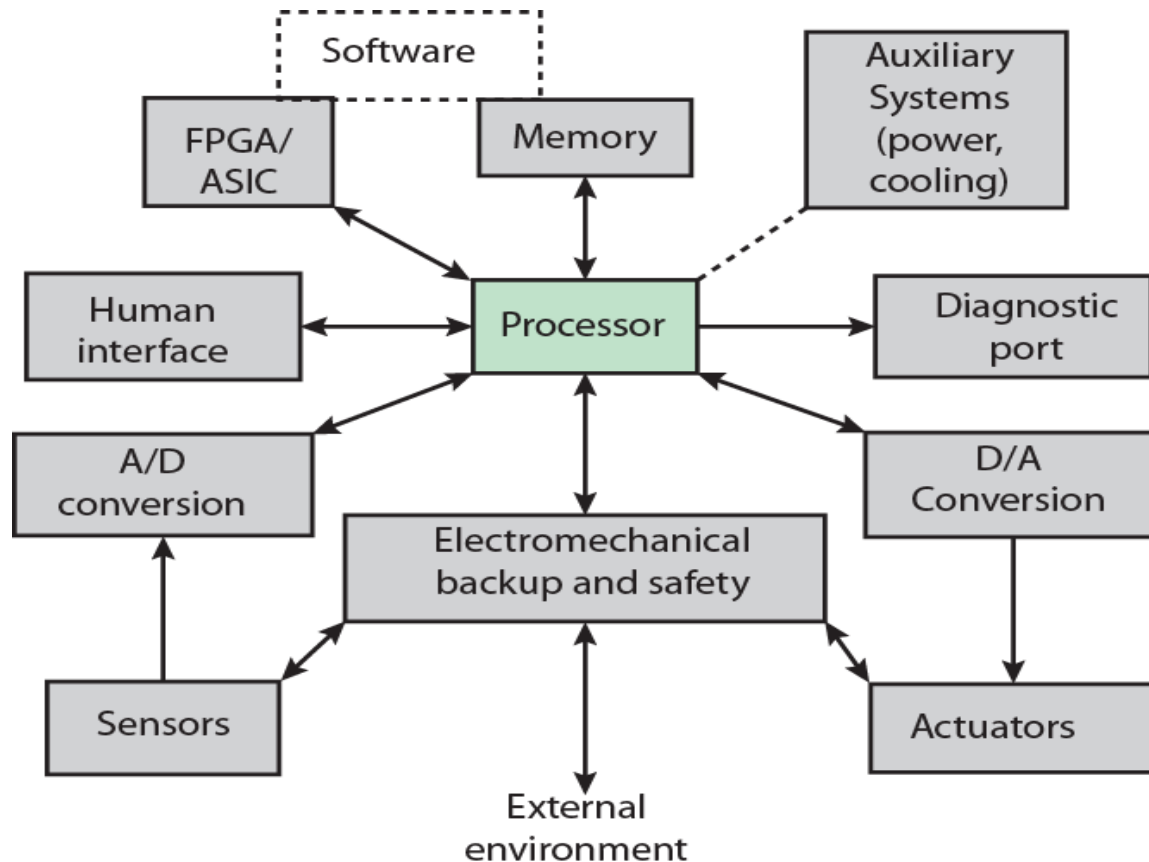 Software
Auxiliary
Systems
(power,
cooling)
FPGA/
ASIC
Memory
Human
interface
Processor
Diagnostic
port
A/D
conversion
D/A
Conversion
Electromechanical
backup and safety
Sensors
Actuators
External
environment